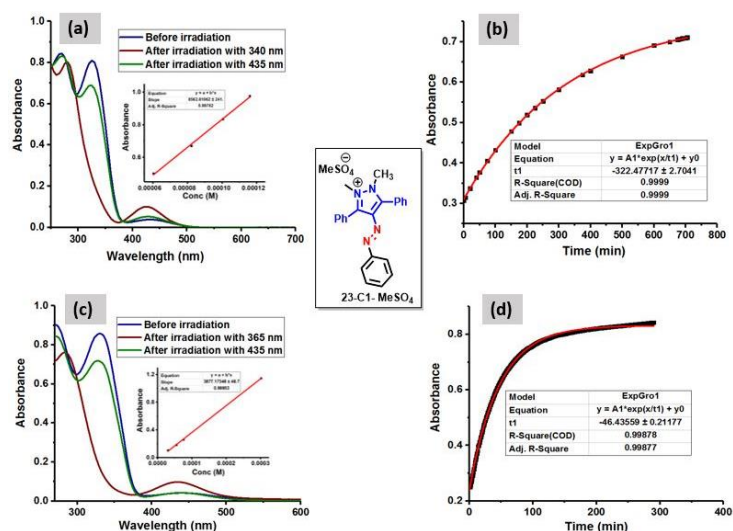 (a)
Before irradiation
After irradiation with 340 nm
After irradiation with 435 nm
Equation y = a + b*x
Slope
Adj. R-Square
Absorbance
1.0
0.8
0.6
0.00006 0.00008 0.00010 0.00012
Conc (M)
Absorbance
1.0
0.8
0.6
0.4
0.2
0.0
300 400 500 600 700
Wavelength (nm)
(b)
Absorbance
0.7
0.6
0.5
0.4
0.3
Model ExpGro1
Equation y = A1*exp(x/t1) + y0
t1 -322.47717 ± 2.7041
R-Square(COD) 0.9999
Adj. R-Square 0.9999
0 100 200 300 400 500 600 700 800
Time (min)
MeSO4
⊖
⊕
N
N
CH3
Ph
Ph
N
N
23-C1- MeSO4
(c)
Before irradiation
After irradiation with 365 nm
After irradiation with 435 nm
Equation y = a + b*x
Slope
Adj. R-Square
Absorbance
0.0000 0.0001 0.0002 0.0003
Conc (M)
Absorbance
1.0
0.8
0.6
0.4
0.2
0.0
300 400 500 600
Wavelength (nm)
(d)
Absorbance
0.8
0.6
0.4
0.2
Model ExpGro1
Equation y = A1*exp(x/t1) + y0
t1 -46.43559 ± 0.21177
R-Square(COD) 0.99878
Adj. R-Square 0.99877
0 100 200 300 400
Time (min)